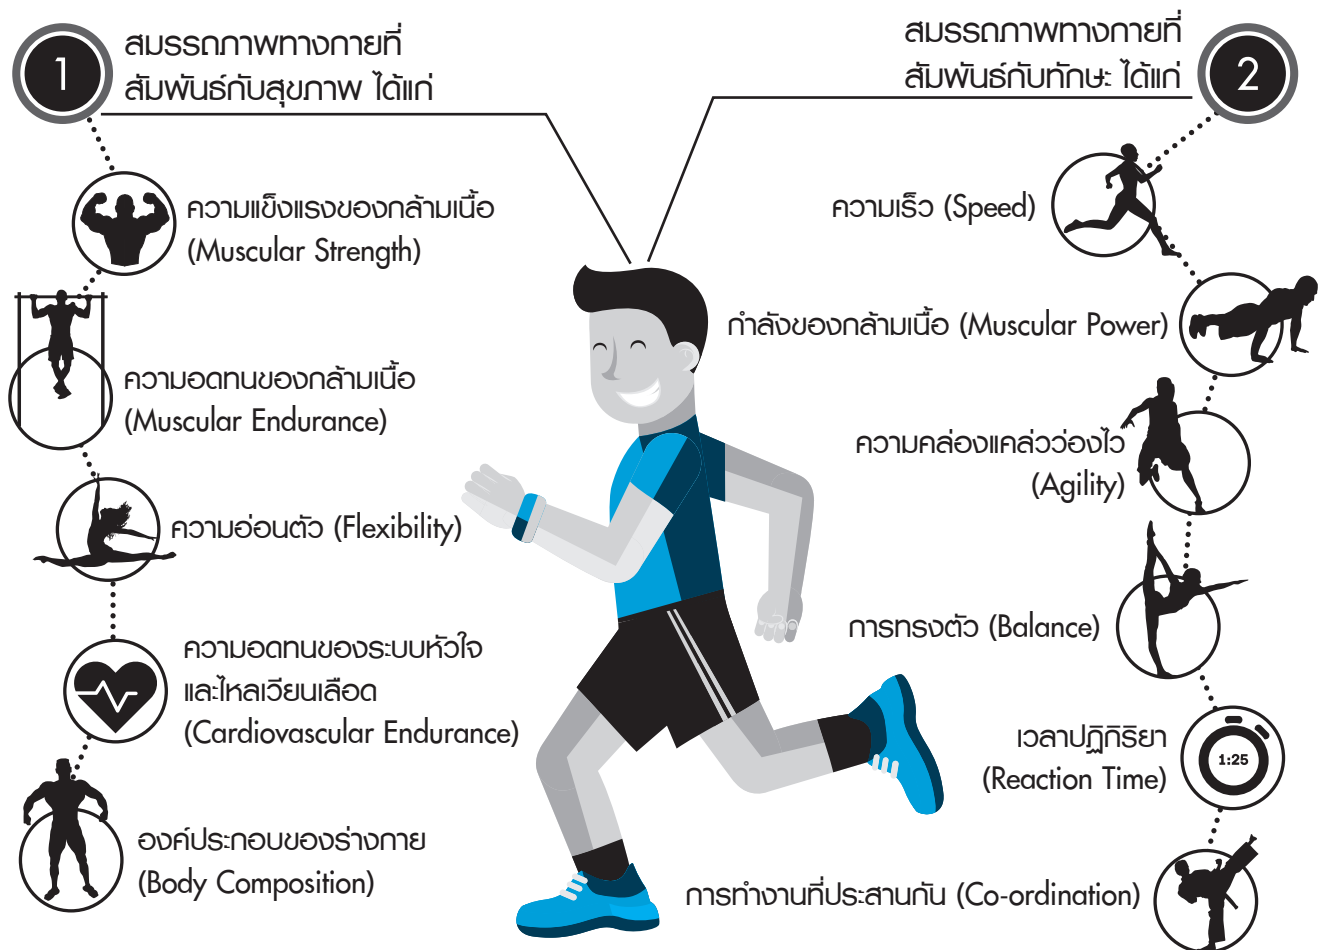 1
สมรรถภาพทางกายที่
สัมพันธ์กับสุขภาพ ได้แก่
ความแข็งแรงของกล้ามเนื้อ
(Muscular Strength)
ความอดทนของกล้ามเนื้อ
(Muscular Endurance)
ความอ่อนตัว (Flexibility)
ความอดทนของระบบหัวใจ
และไหลเวียนเลือด
(Cardiovascular Endurance)
องค์ประกอบของร่างกาย
(Body Composition)
สมรรถภาพทางกายที่
สัมพันธ์กับทักษะ ได้แก่
2
ความเร็ว (Speed)
กำลังของกล้ามเนื้อ (Muscular Power)
ความคล่องแคล่วว่องไว
(Agility)
การทรงตัว (Balance)
เวลาปฏิกิริยา
(Reaction Time)
1:25
การทำงานที่ประสานกัน (Co-ordination)